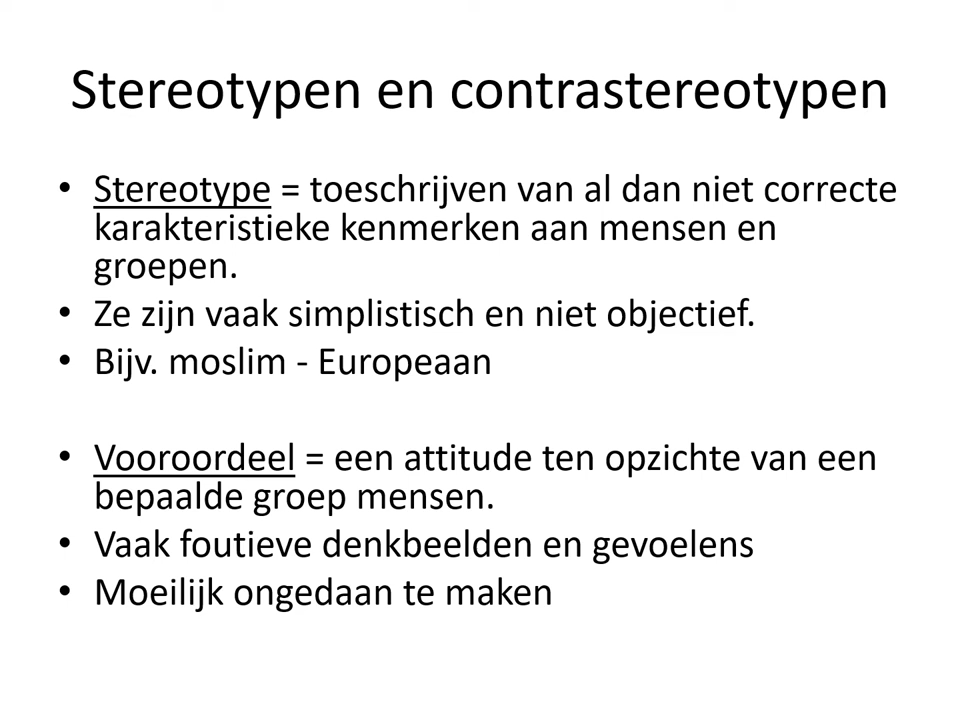 Stereotypen en contrastereotypen
• Stereotype = toeschrijven van al dan niet correcte
karakteristieke kenmerken aan mensen en
groepen.
• Ze zijn vaak simplistisch en niet objectief.
• Bijv. moslim - Europeaan
• Vooroordeel = een attitude ten opzichte van een
bepaalde groep mensen.
• Vaak foutieve denkbeelden en gevoelens
• Moeilijk ongedaan te maken